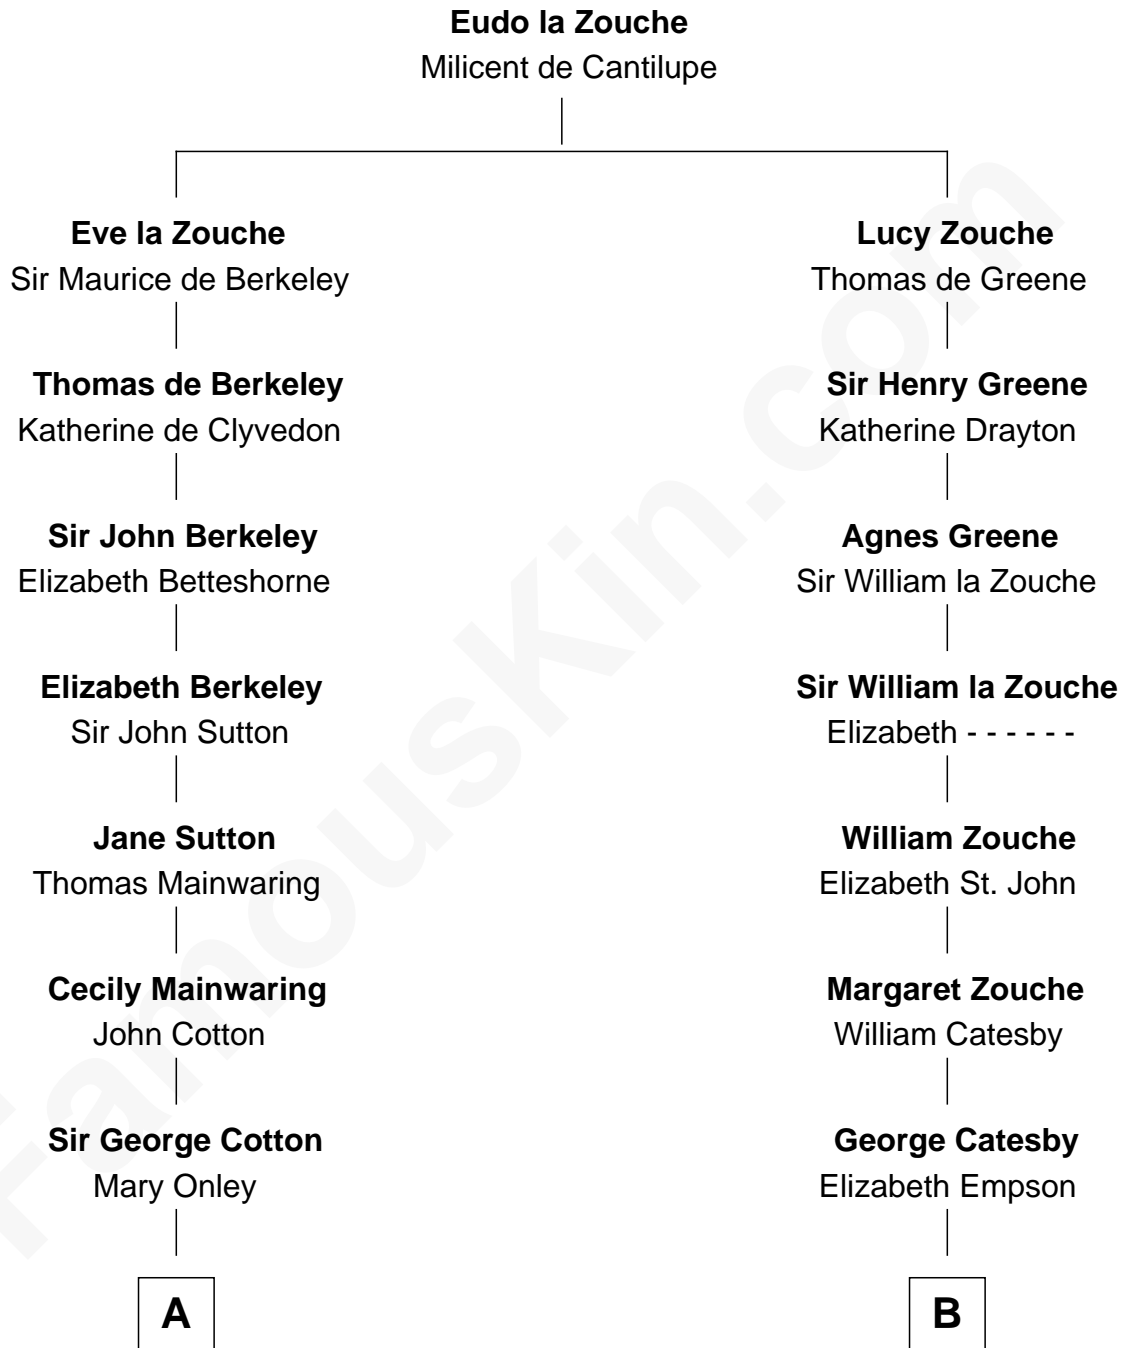 Eudo la Zouche
Milicent de Cantilupe
Eve la Zouche
Sir Maurice de Berkeley
Thomas de Berkeley
Katherine de Clyvedon
Sir John Berkeley
Elizabeth Betteshorne
Elizabeth Berkeley
Sir John Sutton
Jane Sutton
Thomas Mainwaring
Cecily Mainwaring
John Cotton
Sir George Cotton
Mary Onley
A
Lucy Zouche
Thomas de Greene
Sir Henry Greene
Katherine Drayton
Agnes Greene
Sir William la Zouche
Sir William la Zouche
Elizabeth - - - - - -
William Zouche
Elizabeth St. John
Margaret Zouche
William Catesby
George Catesby
Elizabeth Empson
B
FamousKin.com